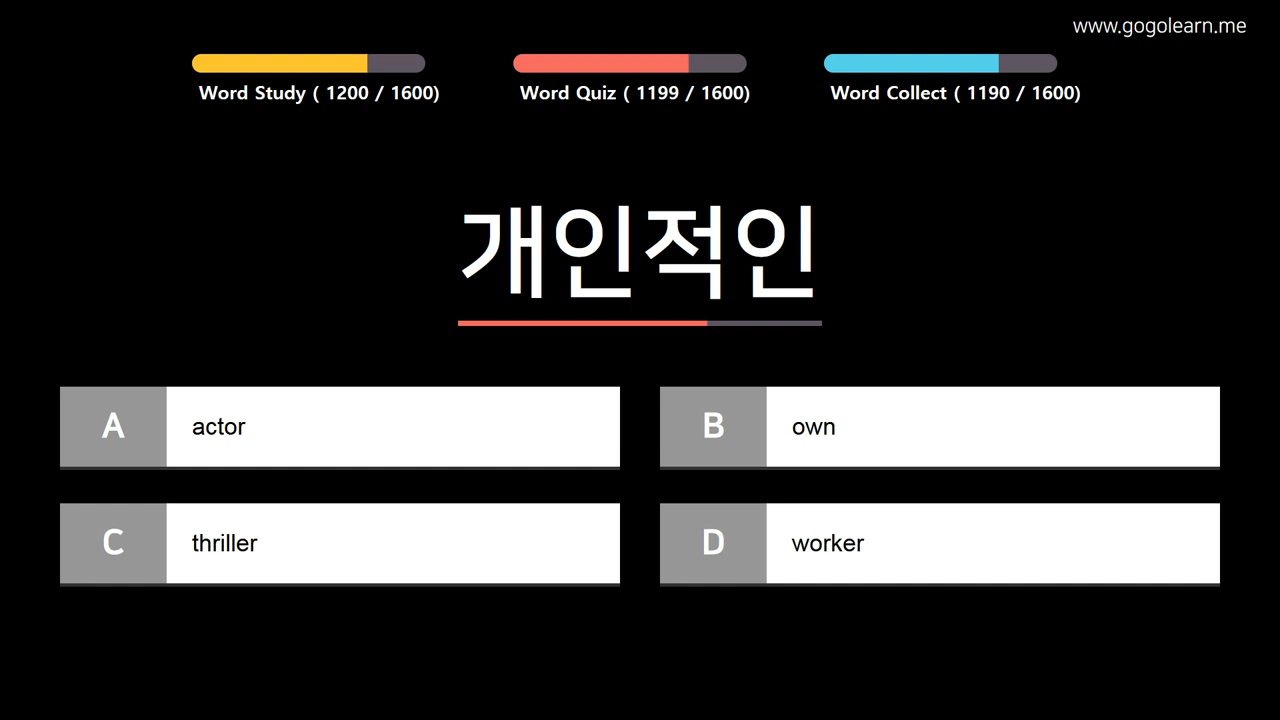 www.gogolearn.me
Word Study ( 1200 / 1600)
Word Quiz ( 1199 / 1600)
Word Collect ( 1190 / 1600)
개인적인
A actor
B own
C thriller
D worker